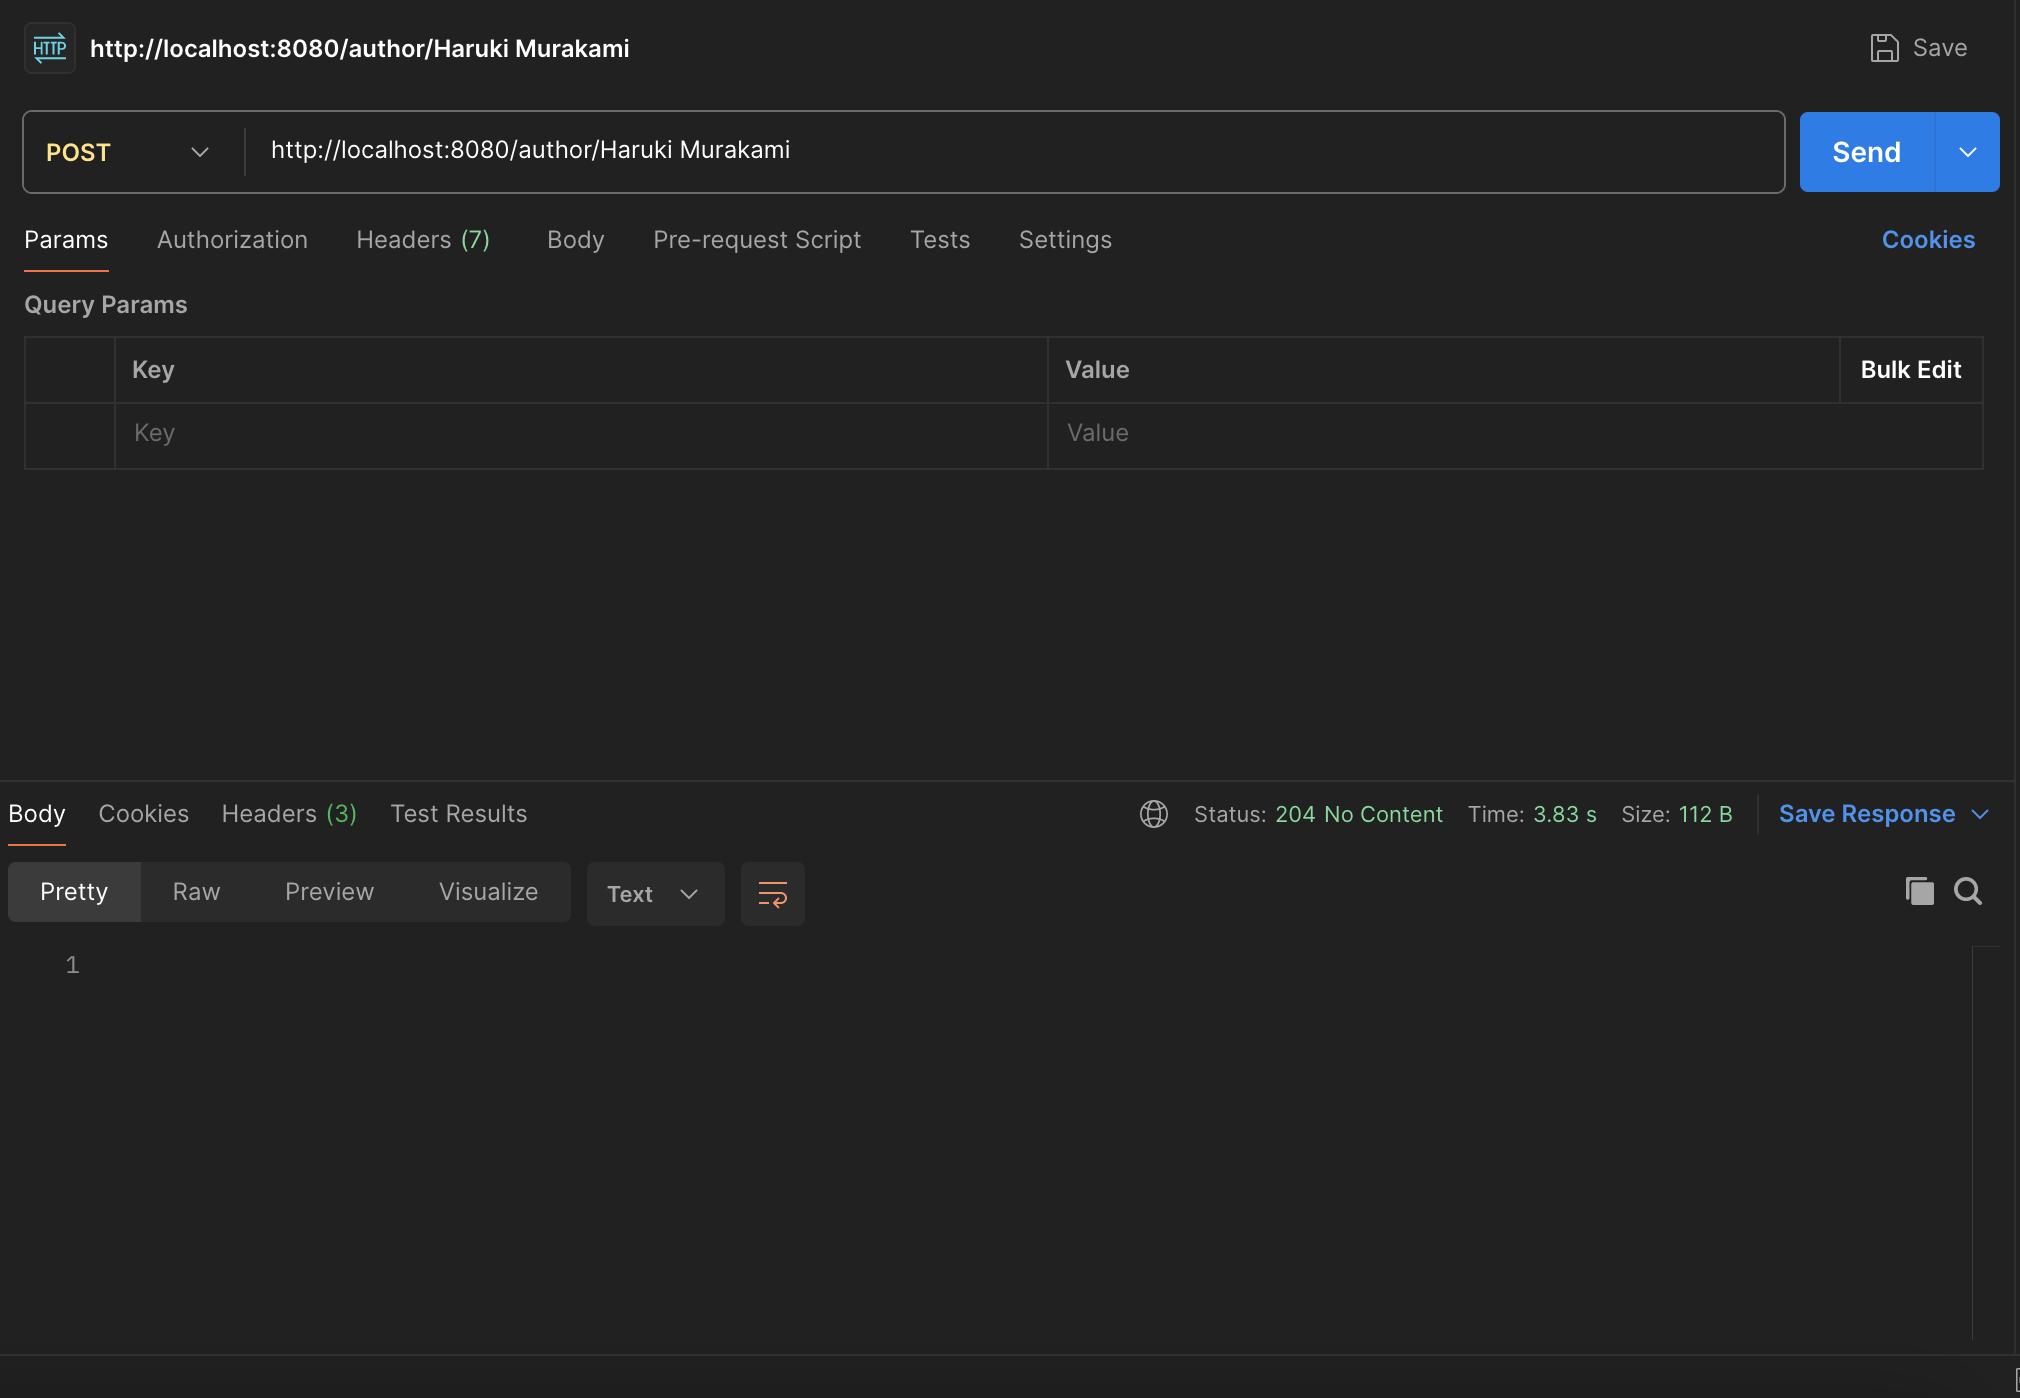 HTTP http://localhost:8080/author/Haruki Murakami Save
POST http://localhost:8080/author/Haruki Murakami Send
Params Authorization Headers (7) Body Pre-request Script Tests Settings Cookies
Query Params
Key Value Bulk Edit
Key Value
Body Cookies Headers (3) Test Results Status: 204 No Content Time: 3.83 s Size: 112 B Save Response
Pretty Raw Preview Visualize Text
1